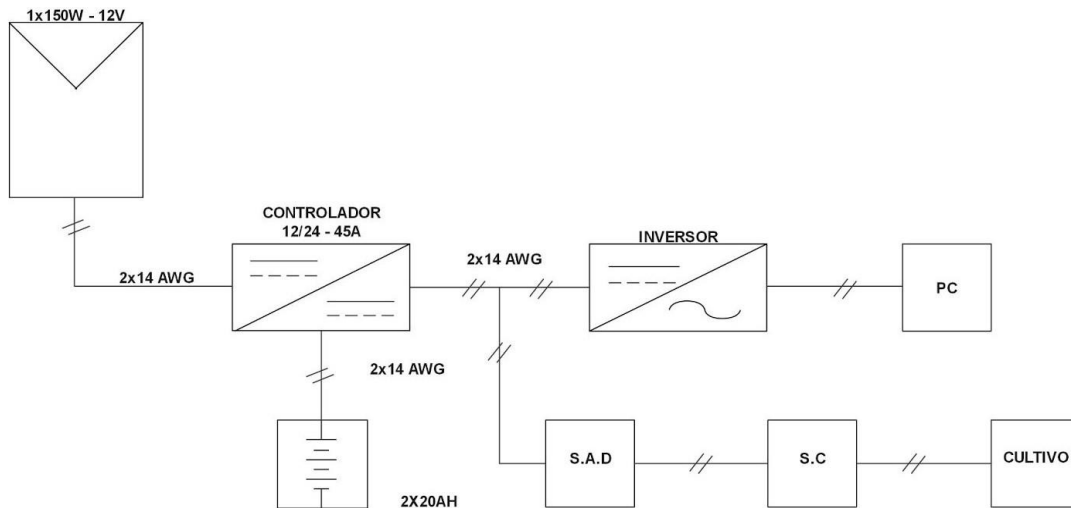 1x150W - 12V
CONTROLADOR
12/24 - 45A
INVERSOR
2x14 AWG
2x14 AWG
PC
2x14 AWG
S.A.D
S.C
CULTIVO
2X20AH